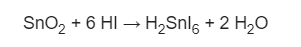 SnO₂ + 6 HI → H₂SnI₆ + 2 H₂O